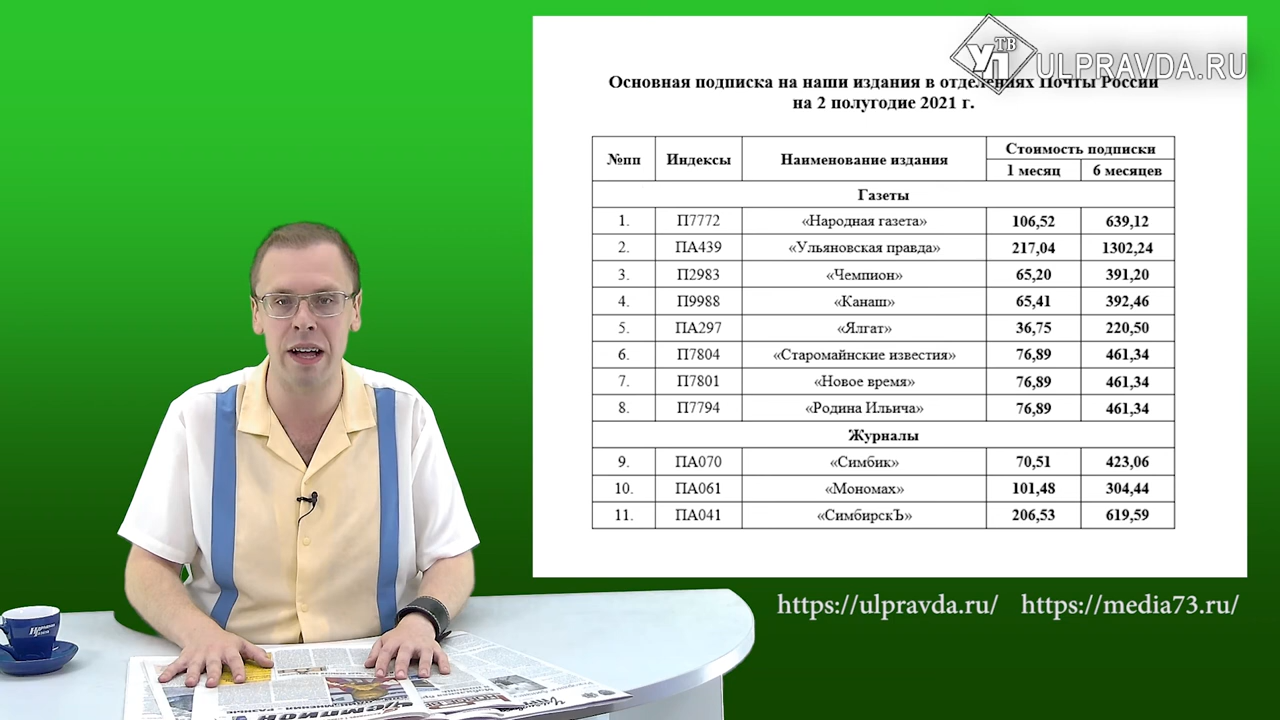 УП ТВ ULPRAVDA.RU
Основная подписка на наши издания в отделениях Почты России
на 2 полугодие 2021 г.
№пп Индексы Наименование издания Стоимость подписки
1 месяц 6 месяцев
Газеты
1. П7772 «Народная газета» 106,52 639,12
2. ПА439 «Ульяновская правда» 217,04 1302,24
3. П2983 «Чемпион» 65,20 391,20
4. П9988 «Канаш» 65,41 392,46
5. ПА297 «Ялгат» 36,75 220,50
6. П7804 «Старомайнские известия» 76,89 461,34
7. П7801 «Новое время» 76,89 461,34
8. П7794 «Родина Ильича» 76,89 461,34
Журналы
9. ПА070 «Симбик» 70,51 423,06
10. ПА061 «Мономах» 101,48 304,44
11. ПА041 «СимбирскЪ» 206,53 619,59
https://ulpravda.ru/ https://media73.ru/
Народная
газета
Чемпион